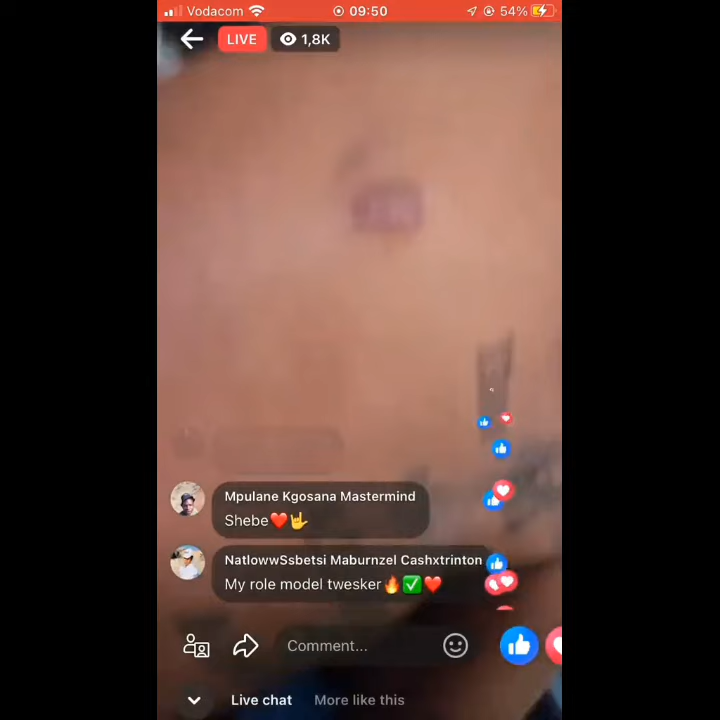 Vodacom 09:50 54%
LIVE 1,8K
Mpulane Kgosana Mastermind
Shebe❤️🤟
NatlowwSsbetsi Maburnzel Cashxtrinton
My role model twesker🔥✅❤️
Comment...
Live chat More like this